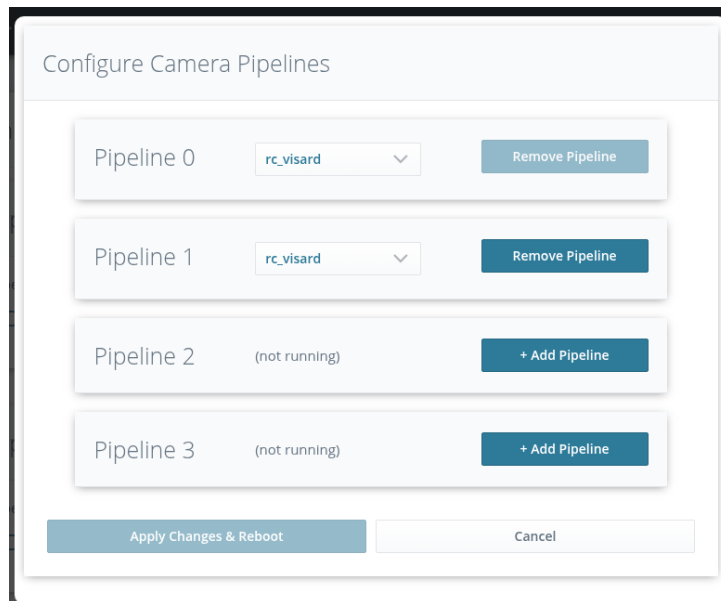 Configure Camera Pipelines
Pipeline 0 rc_visard Remove Pipeline
Pipeline 1 rc_visard Remove Pipeline
Pipeline 2 (not running) + Add Pipeline
Pipeline 3 (not running) + Add Pipeline
Apply Changes & Reboot Cancel